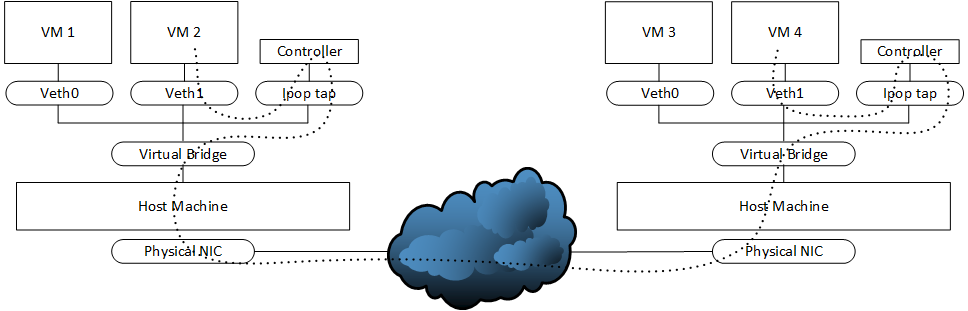 VM 1
VM 2
Controller
Veth0
Veth1
Ipop tap
Virtual Bridge
Host Machine
Physical NIC
VM 3
VM 4
Controller
Veth0
Veth1
Ipop tap
Virtual Bridge
Host Machine
Physical NIC